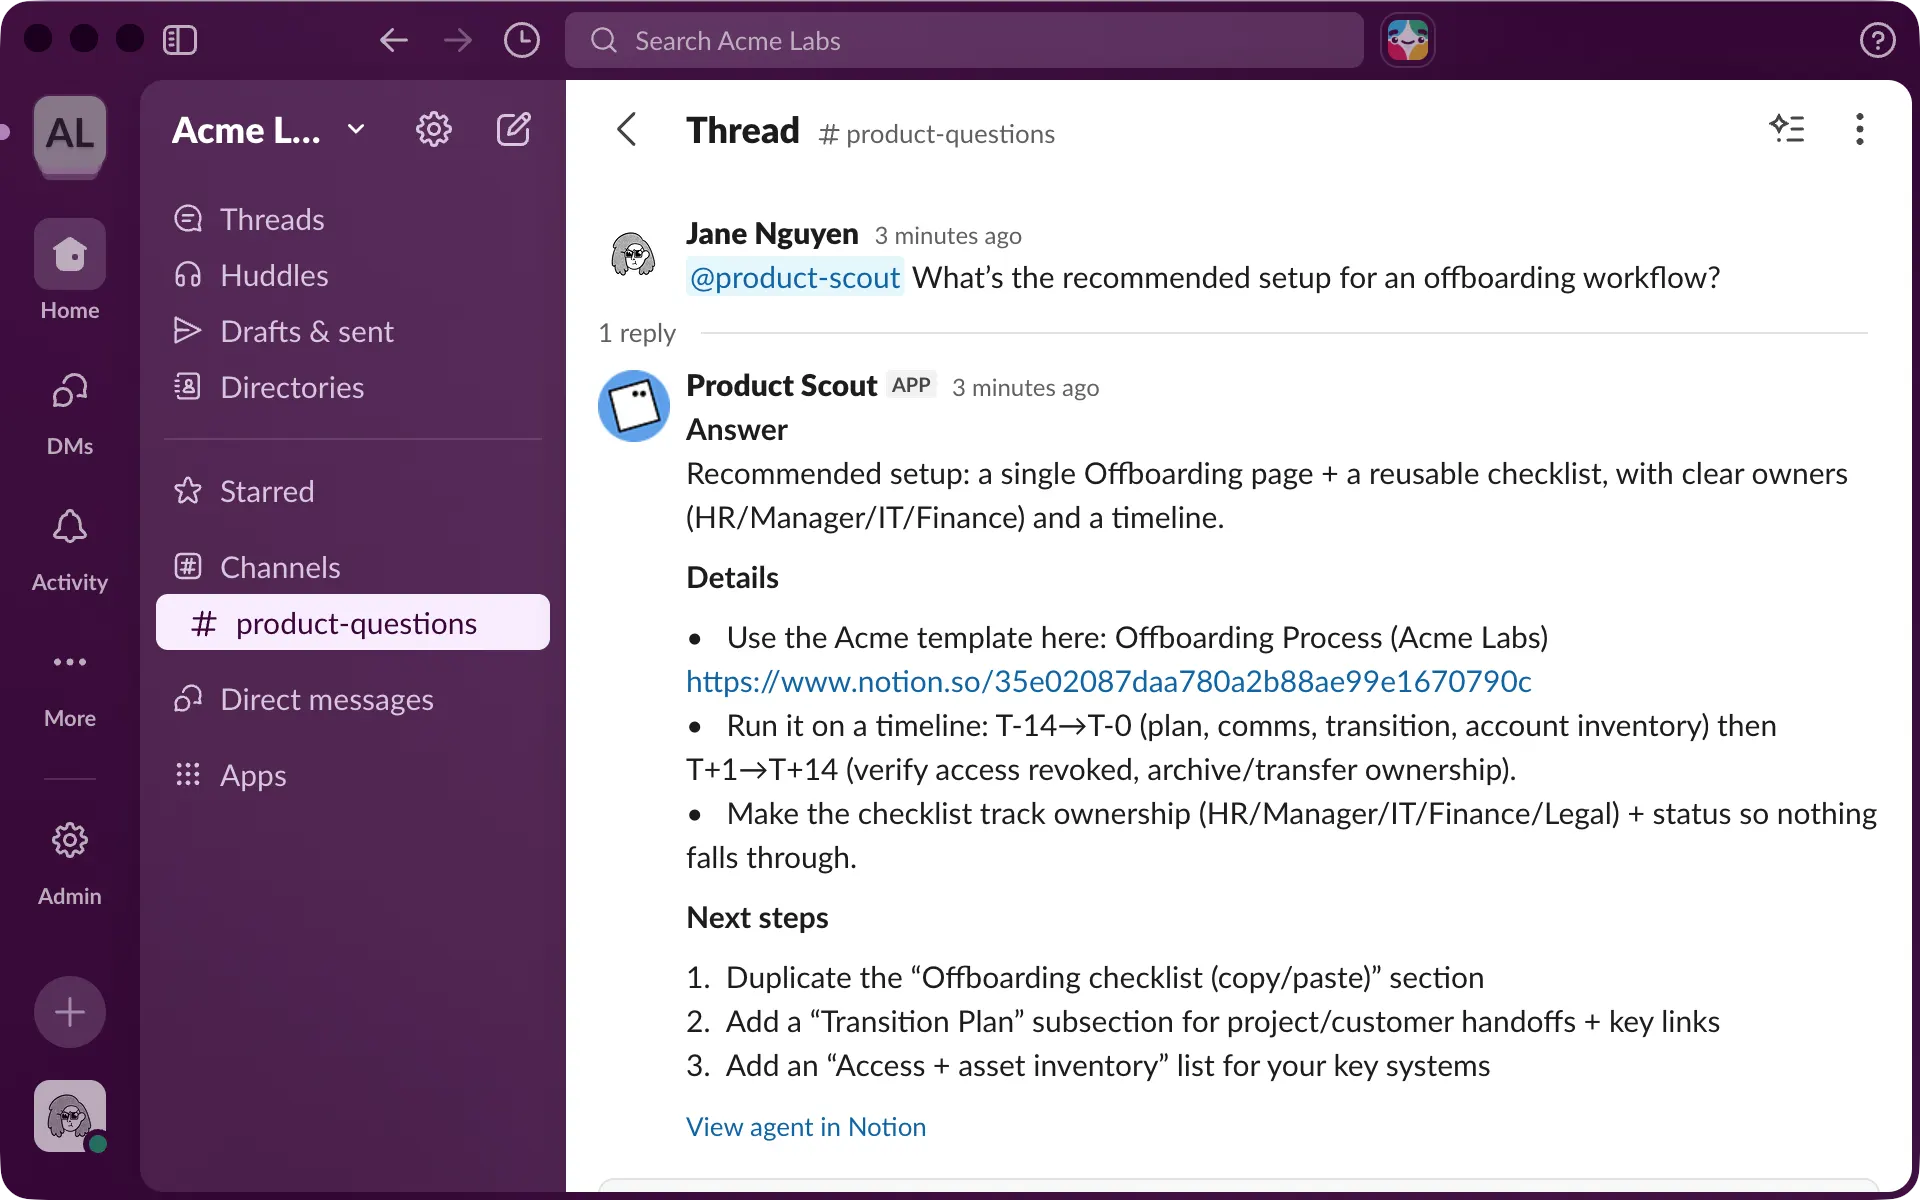 Search Acme Labs
AL
Home
DMs
Activity
More
Admin
Acme L...
Threads
Huddles
Drafts & sent
Directories
Starred
Channels
# product-questions
Direct messages
Apps
Thread # product-questions
Jane Nguyen 3 minutes ago
@product-scout What’s the recommended setup for an offboarding workflow?
1 reply
Product Scout APP 3 minutes ago
Answer
Recommended setup: a single Offboarding page + a reusable checklist, with clear owners
(HR/Manager/IT/Finance) and a timeline.
Details
• Use the Acme template here: Offboarding Process (Acme Labs)
https://www.notion.so/35e02087daa780a2b88ae99e1670790c
• Run it on a timeline: T-14→T-0 (plan, comms, transition, account inventory) then
T+1→T+14 (verify access revoked, archive/transfer ownership).
• Make the checklist track ownership (HR/Manager/IT/Finance/Legal) + status so nothing
falls through.
Next steps
1. Duplicate the “Offboarding checklist (copy/paste)” section
2. Add a “Transition Plan” subsection for project/customer handoffs + key links
3. Add an “Access + asset inventory” list for your key systems
View agent in Notion